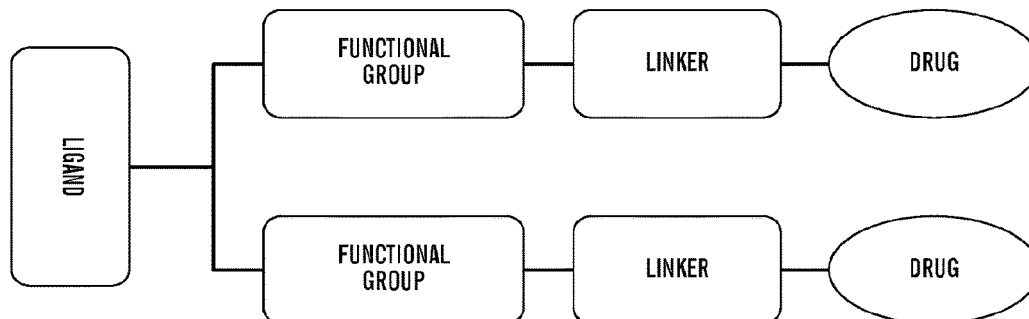 LIGAND
FUNCTIONAL
GROUP
LINKER
DRUG
FUNCTIONAL
GROUP
LINKER
DRUG